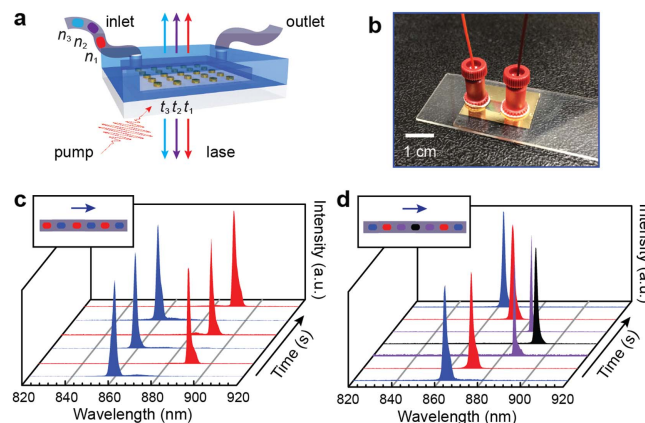 a
inlet
outlet
n3
n2
n1
t3 t2 t1
pump
lase
b
1 cm
c
Intensity (a.u.)
Time (s)
820
840
860
880
900
920
Wavelength (nm)
d
Intensity (a.u.)
Time (s)
820
840
860
880
900
920
Wavelength (nm)